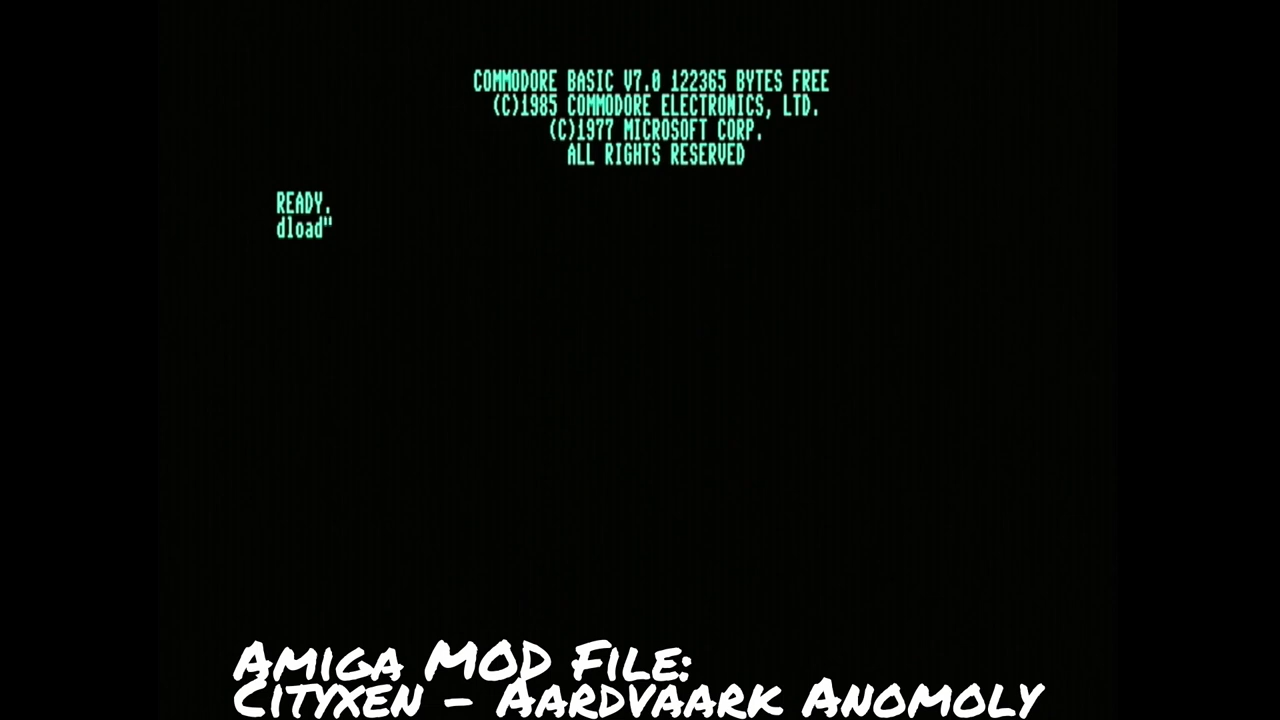 COMMODORE BASIC V7.0 122365 BYTES FREE
(C)1985 COMMODORE ELECTRONICS, LTD.
(C)1977 MICROSOFT CORP.
ALL RIGHTS RESERVED
READY.
dload"
Amiga MOD File:
Cityxen - Aardvaark Anomoly